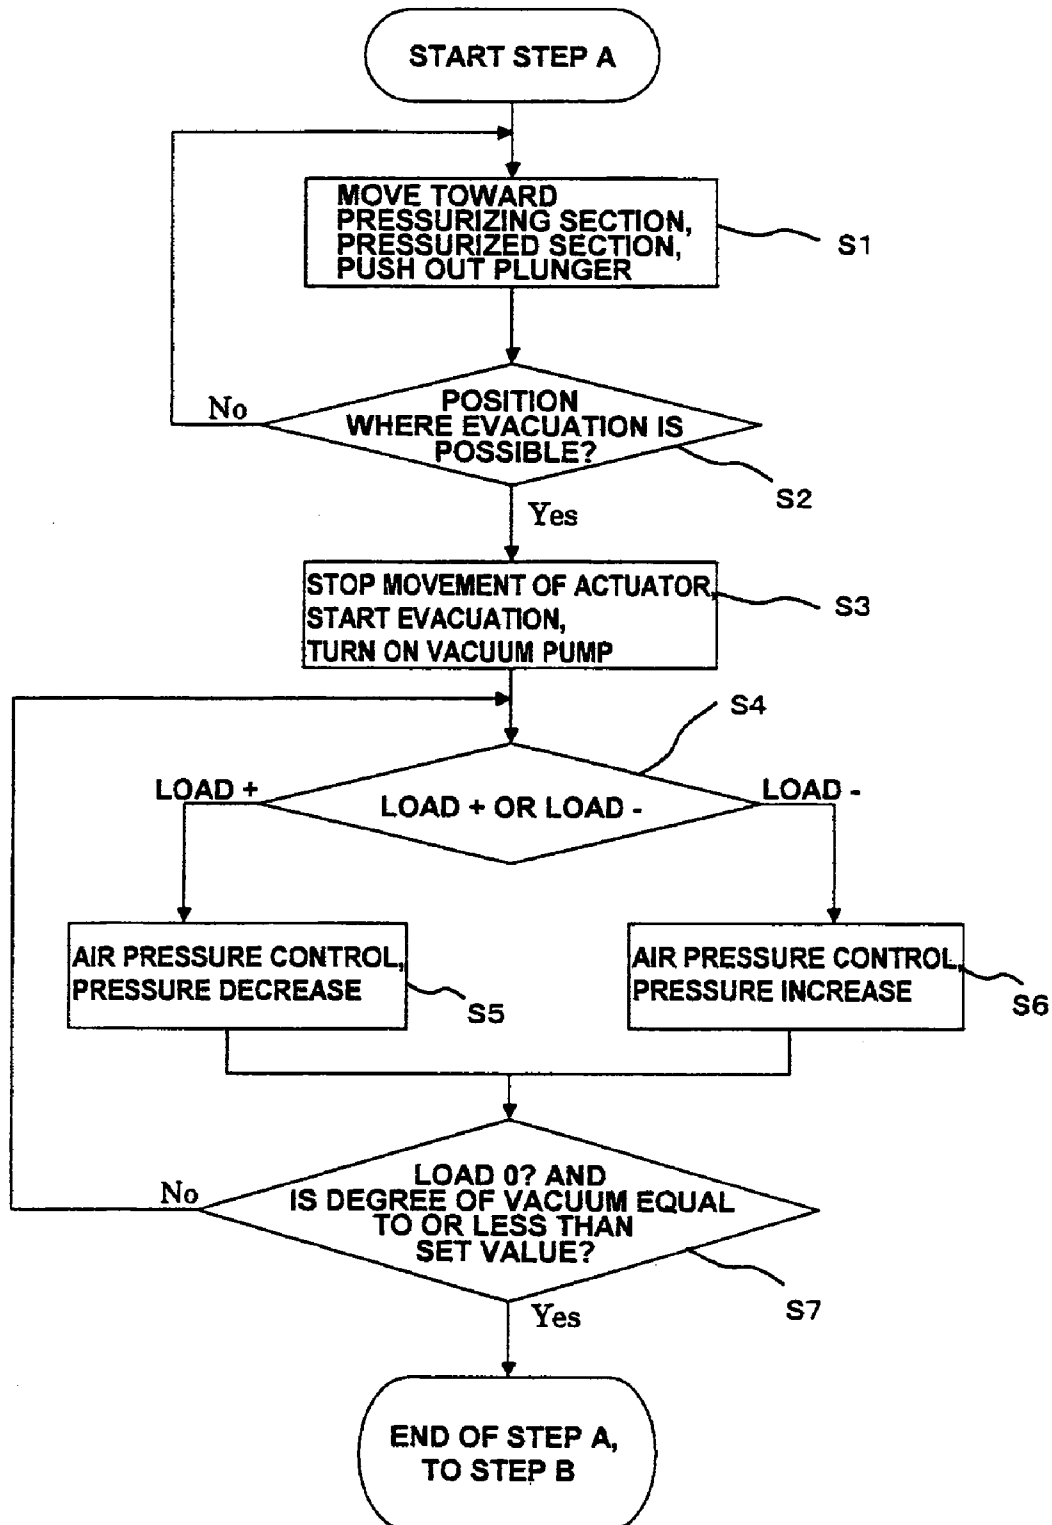 START STEP A
MOVE TOWARD
PRESSURIZING SECTION,
PRESSURIZED SECTION,
PUSH OUT PLUNGER
S1
POSITION
WHERE EVACUATION IS
POSSIBLE?
No
S2
Yes
STOP MOVEMENT OF ACTUATOR,
START EVACUATION,
TURN ON VACUUM PUMP
S3
S4
LOAD +
LOAD + OR LOAD -
LOAD -
AIR PRESSURE CONTROL,
PRESSURE DECREASE
S5
AIR PRESSURE CONTROL,
PRESSURE INCREASE
S6
LOAD 0? AND
IS DEGREE OF VACUUM EQUAL
TO OR LESS THAN
SET VALUE?
No
S7
Yes
END OF STEP A,
TO STEP B